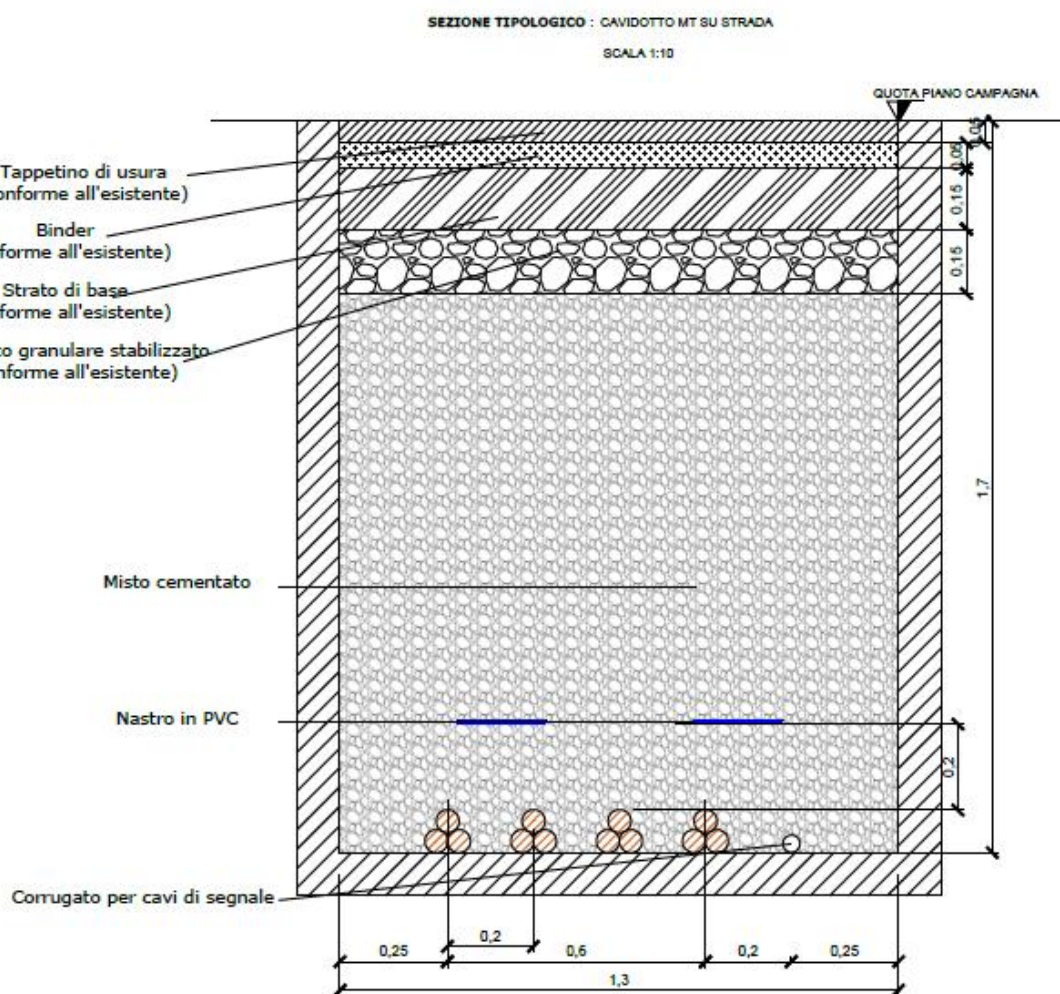 SEZIONE TIPOLOGICO : CAVIDOTTO MT SU STRADA
SCALA 1:10
QUOTA PIANO CAMPAGNA
0,05
0,05
0,15
0,15
1,7
Tappetino di usura
onforme all'esistente)
Binder
forme all'esistente)
Strato di base
forme all'esistente)
o granulare stabilizzato
nforme all'esistente)
Misto cementato
Nastro in PVC
0,2
Corrugato per cavi di segnale
0,2
0,25
0,6
0,2
0,25
1,3